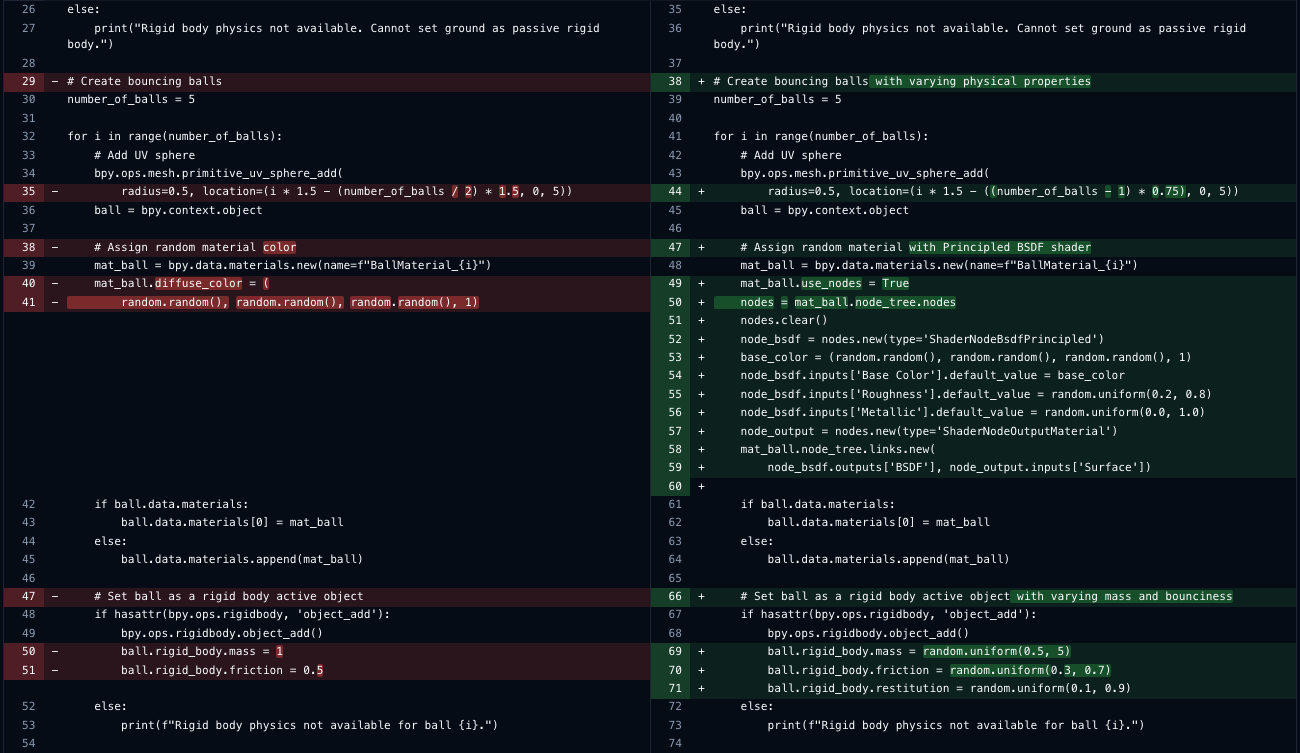 26 else:
27     print("Rigid body physics not available. Cannot set ground as passive rigid
body.")
28
29 − # Create bouncing balls
30 number_of_balls = 5
31
32 for i in range(number_of_balls):
33     # Add UV sphere
34     bpy.ops.mesh.primitive_uv_sphere_add(
35 −         radius=0.5, location=(i * 1.5 − (number_of_balls / 2) * 1.5, 0, 5))
36     ball = bpy.context.object
37
38 −     # Assign random material color
39     mat_ball = bpy.data.materials.new(name=f"BallMaterial_{i}")
40 −     mat_ball.diffuse_color = (
41 −         random.random(), random.random(), random.random(), 1)
42     if ball.data.materials:
43         ball.data.materials[0] = mat_ball
44     else:
45         ball.data.materials.append(mat_ball)
46
47 −     # Set ball as a rigid body active object
48     if hasattr(bpy.ops.rigidbody, 'object_add'):
49         bpy.ops.rigidbody.object_add()
50 −         ball.rigid_body.mass = 1
51 −         ball.rigid_body.friction = 0.5
52     else:
53         print(f"Rigid body physics not available for ball {i}.")
54
35 else:
36     print("Rigid body physics not available. Cannot set ground as passive rigid
body.")
37
38 + # Create bouncing balls with varying physical properties
39 number_of_balls = 5
40
41 for i in range(number_of_balls):
42     # Add UV sphere
43     bpy.ops.mesh.primitive_uv_sphere_add(
44 +         radius=0.5, location=(i * 1.5 − ((number_of_balls − 1) * 0.75), 0, 5))
45     ball = bpy.context.object
46
47 +     # Assign random material with Principled BSDF shader
48     mat_ball = bpy.data.materials.new(name=f"BallMaterial_{i}")
49 +     mat_ball.use_nodes = True
50 +     nodes = mat_ball.node_tree.nodes
51 +     nodes.clear()
52 +     node_bsdf = nodes.new(type='ShaderNodeBsdfPrincipled')
53 +     base_color = (random.random(), random.random(), random.random(), 1)
54 +     node_bsdf.inputs['Base Color'].default_value = base_color
55 +     node_bsdf.inputs['Roughness'].default_value = random.uniform(0.2, 0.8)
56 +     node_bsdf.inputs['Metallic'].default_value = random.uniform(0.0, 1.0)
57 +     node_output = nodes.new(type='ShaderNodeOutputMaterial')
58 +     mat_ball.node_tree.links.new(
59 +         node_bsdf.outputs['BSDF'], node_output.inputs['Surface'])
60 +
61     if ball.data.materials:
62         ball.data.materials[0] = mat_ball
63     else:
64         ball.data.materials.append(mat_ball)
65
66 +     # Set ball as a rigid body active object with varying mass and bounciness
67     if hasattr(bpy.ops.rigidbody, 'object_add'):
68         bpy.ops.rigidbody.object_add()
69 +         ball.rigid_body.mass = random.uniform(0.5, 5)
70 +         ball.rigid_body.friction = random.uniform(0.3, 0.7)
71 +         ball.rigid_body.restitution = random.uniform(0.1, 0.9)
72     else:
73         print(f"Rigid body physics not available for ball {i}.")
74